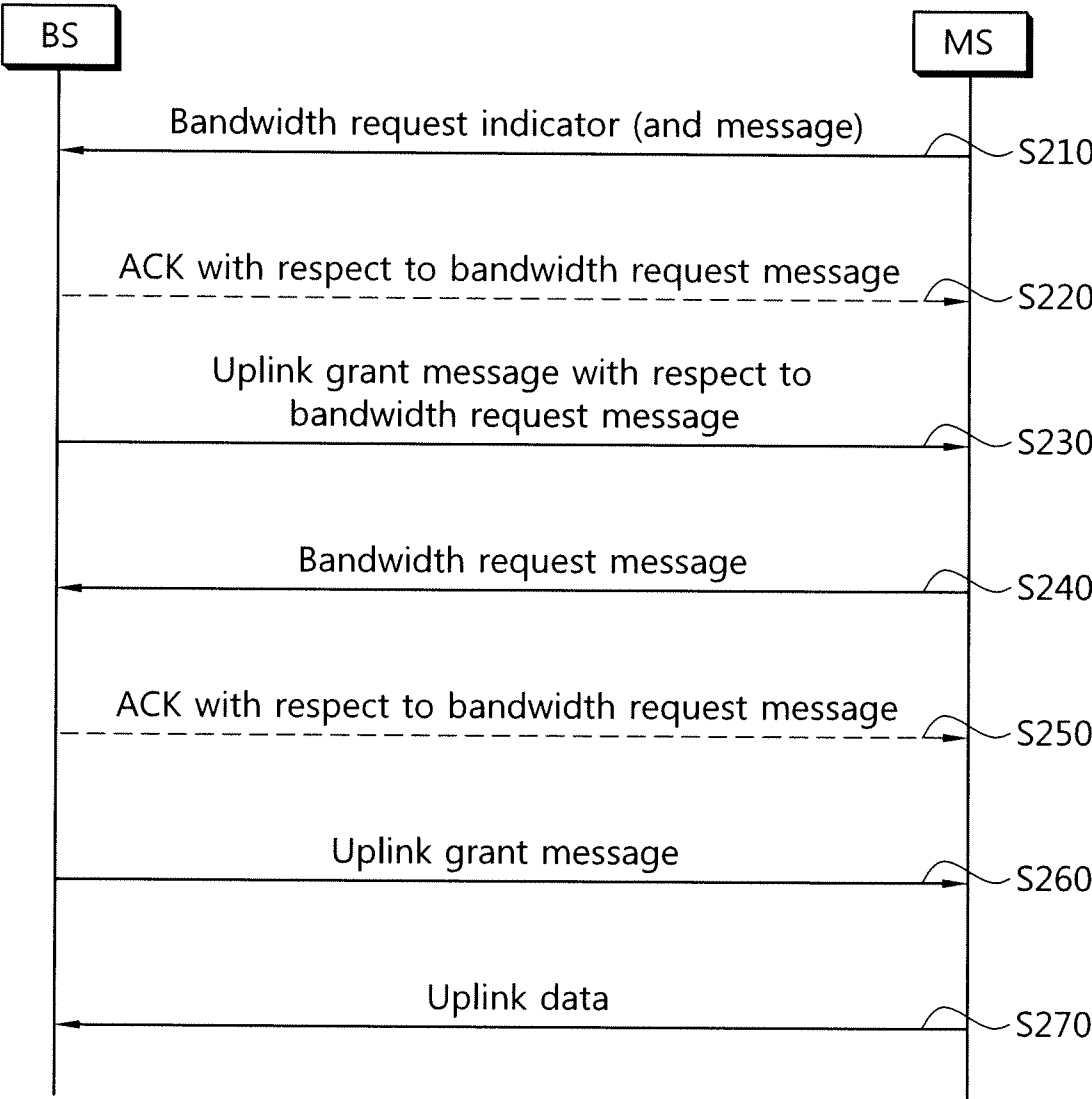 BS
MS
Bandwidth request indicator (and message)
S210
ACK with respect to bandwidth request message
S220
Uplink grant message with respect to
bandwidth request message
S230
Bandwidth request message
S240
ACK with respect to bandwidth request message
S250
Uplink grant message
S260
Uplink data
S270